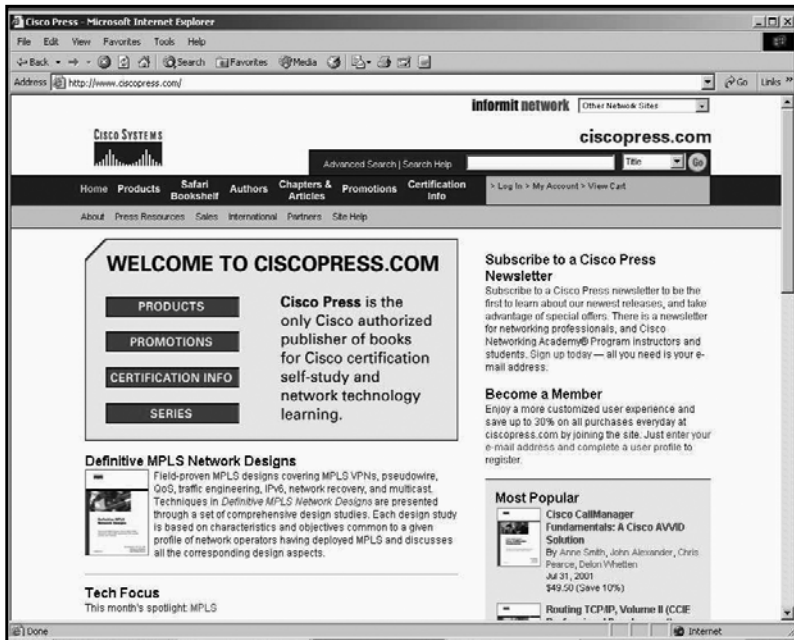 Cisco Press - Microsoft Internet Explorer
File Edit View Favorites Tools Help
Back Search Favorites Media
Address http://www.ciscopress.com/ Go Links »
informit network Other Network Sites
CISCO SYSTEMS
ciscopress.com
Advanced Search | Search Help Title Go
Home Products Safari Bookshelf Authors Chapters & Articles Promotions Certification Info > Log In > My Account > View Cart
About Press Resources Sales International Partners Site Help
WELCOME TO CISCOPRESS.COM
PRODUCTS
PROMOTIONS
CERTIFICATION INFO
SERIES
Cisco Press is the
only Cisco authorized
publisher of books
for Cisco certification
self-study and
network technology
learning.
Definitive MPLS Network Designs
Field-proven MPLS designs covering MPLS VPNs, pseudowire,
QoS, traffic engineering, IPv6, network recovery, and multicast.
Techniques in Definitive MPLS Network Designs are presented
through a set of comprehensive design studies. Each design study
is based on characteristics and objectives common to a given
profile of network operators having deployed MPLS and discusses
all the corresponding design aspects.
Tech Focus
This month's spotlight: MPLS
Subscribe to a Cisco Press
Newsletter
Subscribe to a Cisco Press newsletter to be the
first to learn about our newest releases, and take
advantage of special offers. There is a newsletter
for networking professionals, and Cisco
Networking Academy® Program instructors and
students. Sign up today — all you need is your e-
mail address.
Become a Member
Enjoy a more customized user experience and
save up to 30% on all purchases everyday at
ciscopress.com by joining the site. Just enter your
e-mail address and complete a user profile to
register.
Most Popular
Cisco CallManager
Fundamentals: A Cisco AVVID
Solution
By Anne Smith, John Alexander, Chris
Pearce, Delon Whetten
Jul 31, 2001
$49.50 (Save 10%)
Routing TCP/IP, Volume II (CCIE
Done Internet